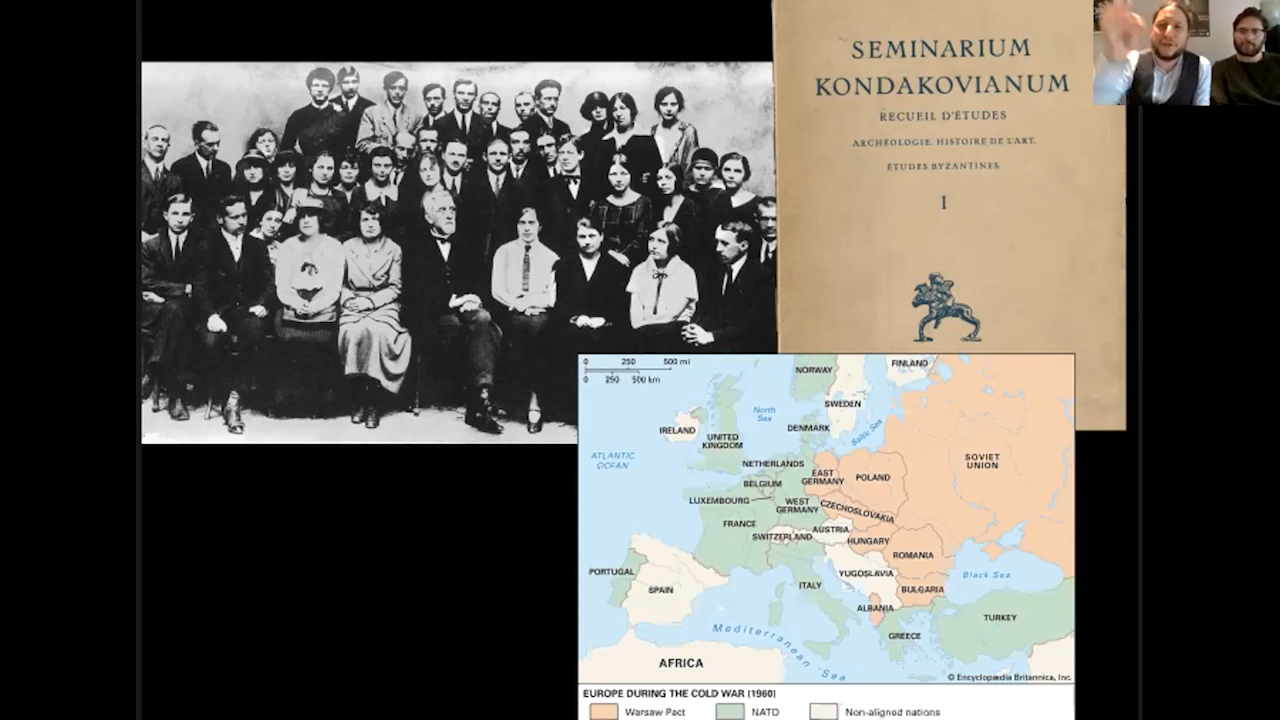 SEMINARIUM
KONDAKOVIANUM
RECUEIL D'ÉTUDES
ARCHÉOLOGIE. HISTOIRE DE L'ART.
ÉTUDES BYZANTINES.
I
0 250 500 mi
0 250 500 km
NORWAY
FINLAND
SWEDEN
North
Sea
DENMARK
Baltic Sea
IRELAND
UNITED
KINGDOM
ATLANTIC
OCEAN
NETHERLANDS
EAST
GERMANY
POLAND
SOVIET
UNION
BELGIUM
LUXEMBOURG
WEST
GERMANY
CZECHOSLOVAKIA
FRANCE
SWITZERLAND
AUSTRIA
HUNGARY
ROMANIA
PORTUGAL
SPAIN
ITALY
YUGOSLAVIA
Black Sea
BULGARIA
ALBANIA
TURKEY
GREECE
Mediterranean Sea
AFRICA
© Encyclopædia Britannica, Inc.
EUROPE DURING THE COLD WAR (1960)
Warsaw Pact NATO Non-aligned nations